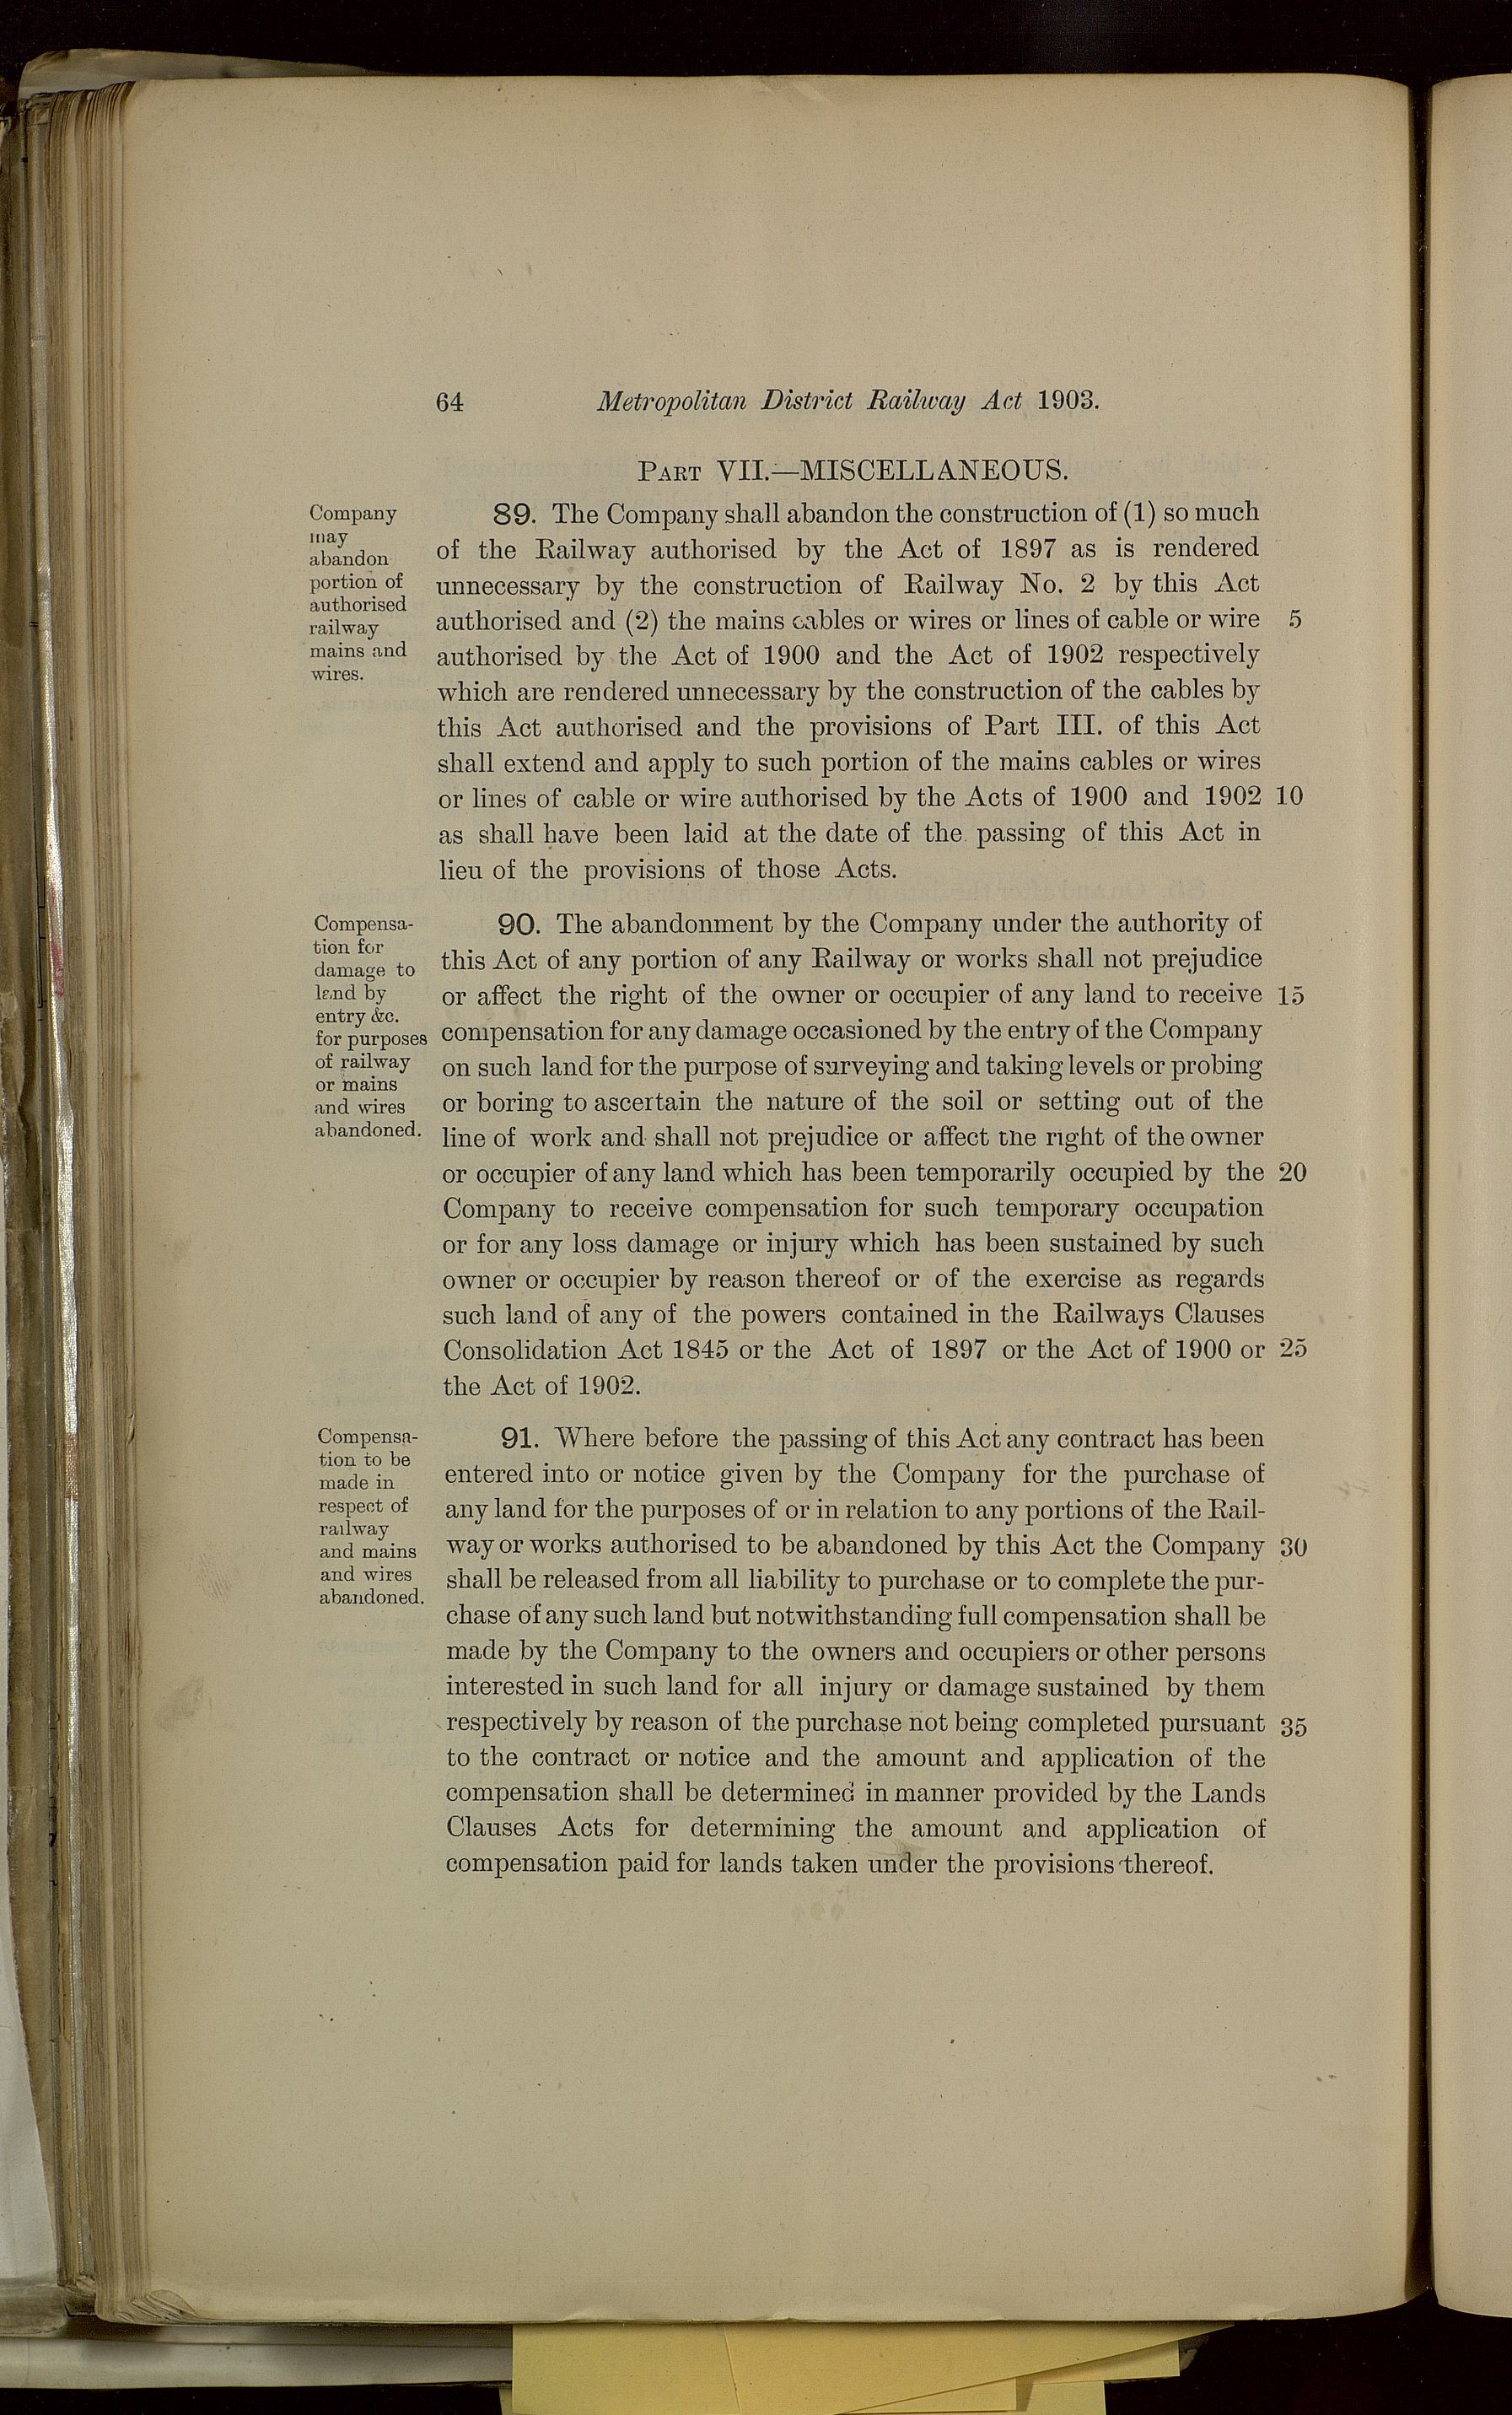 64 Metropolitan District Railway Act 1903.
PART VII.—MISCELLANEOUS.
Company
may
abandon
portion of
authorised
railway
mains and
wires.
89. The Company shall abandon the construction of (1) so much
of the Railway authorised by the Act of 1897 as is rendered
unnecessary by the construction of Railway No. 2 by this Act
authorised and (2) the mains cables or wires or lines of cable or wire 5
authorised by the Act of 1900 and the Act of 1902 respectively
which are rendered unnecessary by the construction of the cables by
this Act authorised and the provisions of Part III. of this Act
shall extend and apply to such portion of the mains cables or wires
or lines of cable or wire authorised by the Acts of 1900 and 1902 10
as shall have been laid at the date of the passing of this Act in
lieu of the provisions of those Acts.
Compensa-
tion for
damage to
land by
entry &c.
for purposes
of railway
or mains
and wires
abandoned.
90. The abandonment by the Company under the authority of
this Act of any portion of any Railway or works shall not prejudice
or affect the right of the owner or occupier of any land to receive 15
compensation for any damage occasioned by the entry of the Company
on such land for the purpose of surveying and taking levels or probing
or boring to ascertain the nature of the soil or setting out of the
line of work and shall not prejudice or affect the right of the owner
or occupier of any land which has been temporarily occupied by the 20
Company to receive compensation for such temporary occupation
or for any loss damage or injury which has been sustained by such
owner or occupier by reason thereof or of the exercise as regards
such land of any of the powers contained in the Railways Clauses
Consolidation Act 1845 or the Act of 1897 or the Act of 1900 or 25
the Act of 1902.
Compensa-
tion to be
made in
respect of
railway
and mains
and wires
abandoned.
91. Where before the passing of this Act any contract has been
entered into or notice given by the Company for the purchase of
any land for the purposes of or in relation to any portions of the Rail-
way or works authorised to be abandoned by this Act the Company 30
shall be released from all liability to purchase or to complete the pur-
chase of any such land but notwithstanding full compensation shall be
made by the Company to the owners and occupiers or other persons
interested in such land for all injury or damage sustained by them
respectively by reason of the purchase not being completed pursuant 35
to the contract or notice and the amount and application of the
compensation shall be determined in manner provided by the Lands
Clauses Acts for determining the amount and application of
compensation paid for lands taken under the provisions thereof.